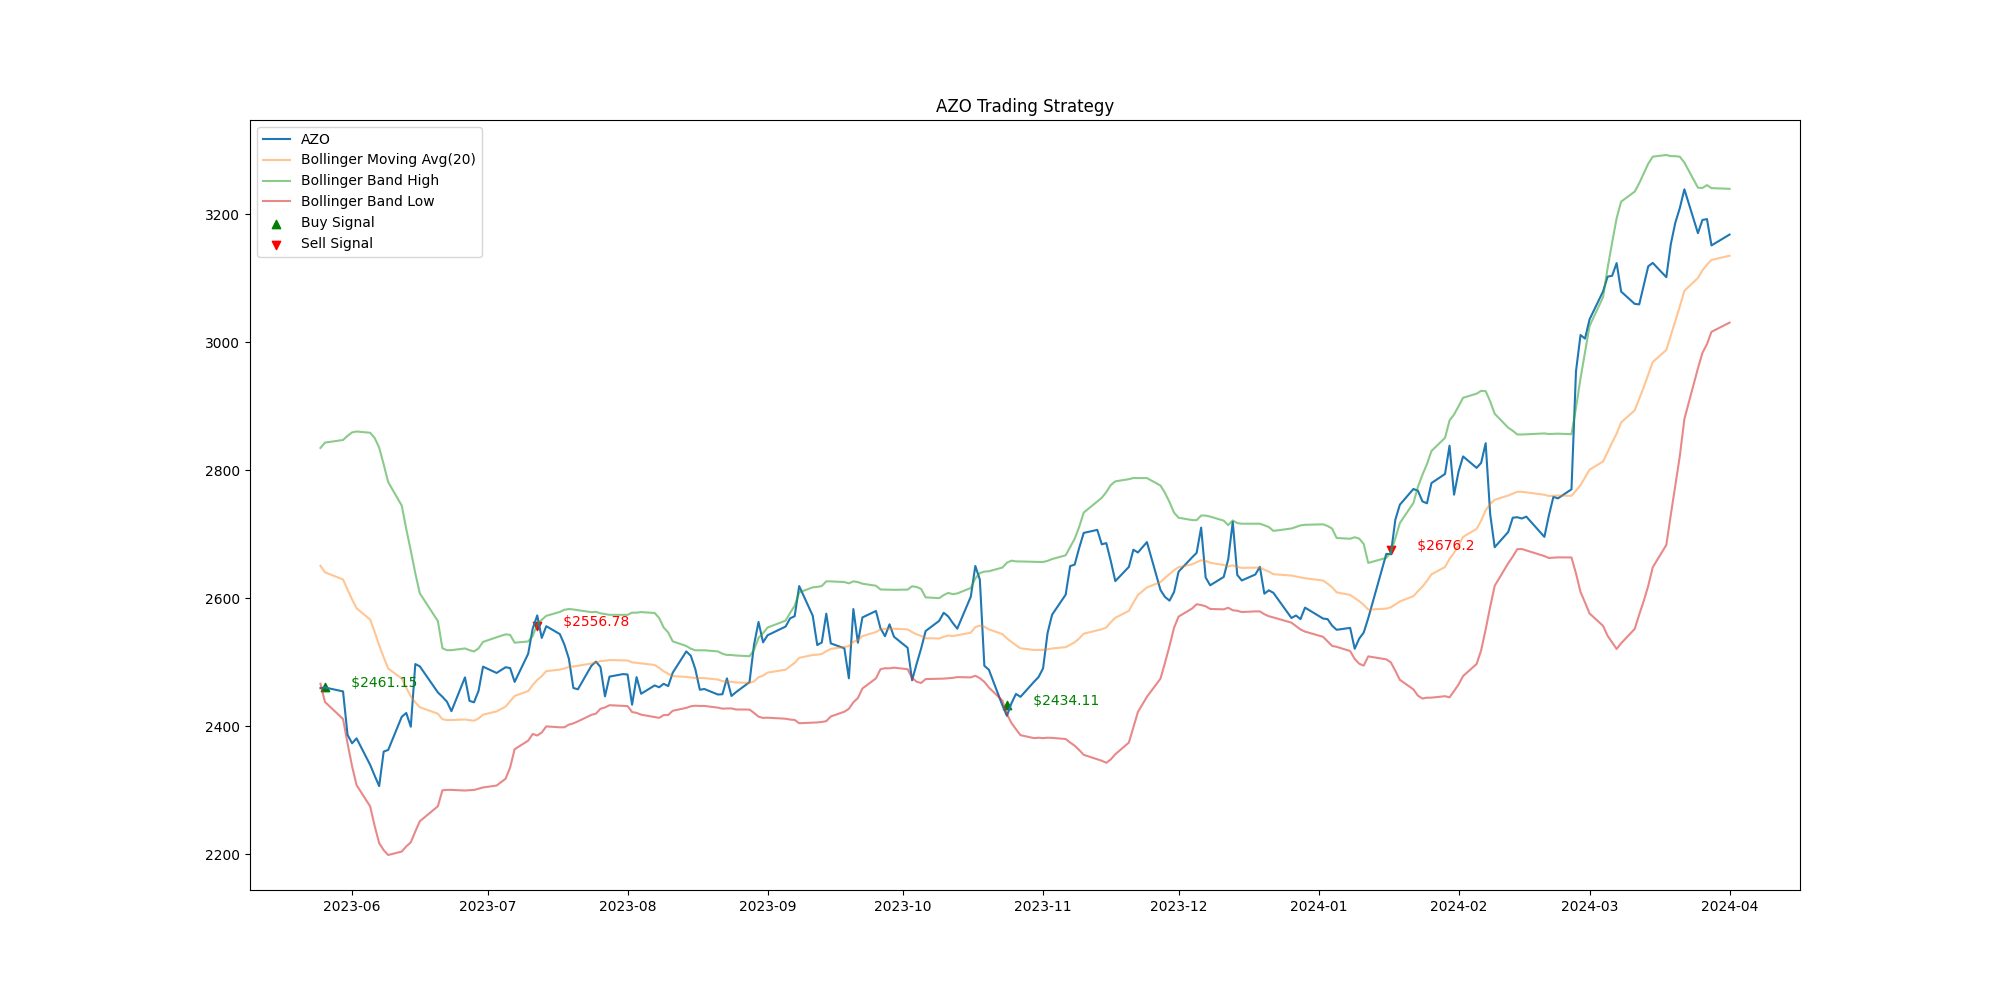 AZO Trading Strategy
AZO
Bollinger Moving Avg(20)
Bollinger Band High
Bollinger Band Low
Buy Signal
Sell Signal
3200
3000
2800
2600
2400
2200
$2461.15
$2556.78
$2434.11
$2676.2
2023-06 2023-07 2023-08 2023-09 2023-10 2023-11 2023-12 2024-01 2024-02 2024-03 2024-04